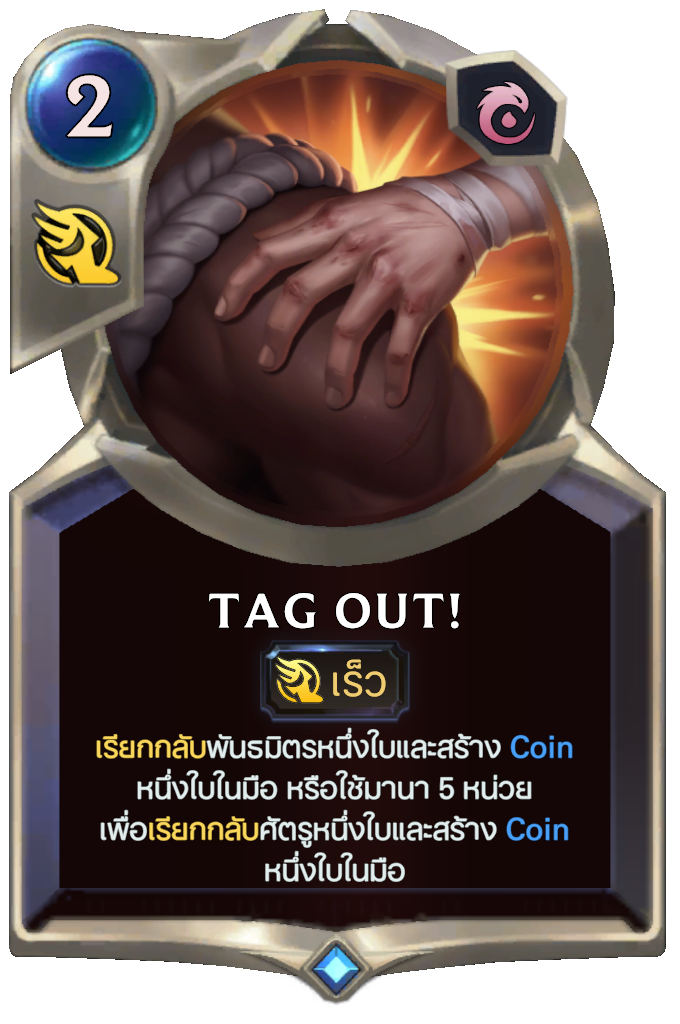 2
TAG OUT!
เร็ว
เรียกกลับพันธมิตรหนึ่งใบและสร้าง Coin
หนึ่งใบในมือ หรือใช้มานา 5 หน่วย
เพื่อเรียกกลับศัตรูหนึ่งใบและสร้าง Coin
หนึ่งใบในมือ